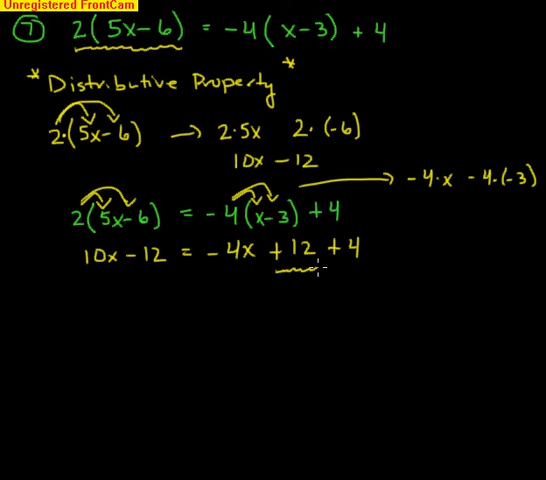 Unregistered FrontCam
7 2(5x-6) = -4(x-3) + 4
* Distributive Property *
2·(5x-6) → 2·5x 2·(-6)
10x - 12
→ -4·x -4·(-3)
2(5x-6) = -4(x-3) + 4
10x - 12 = -4x + 12 + 4